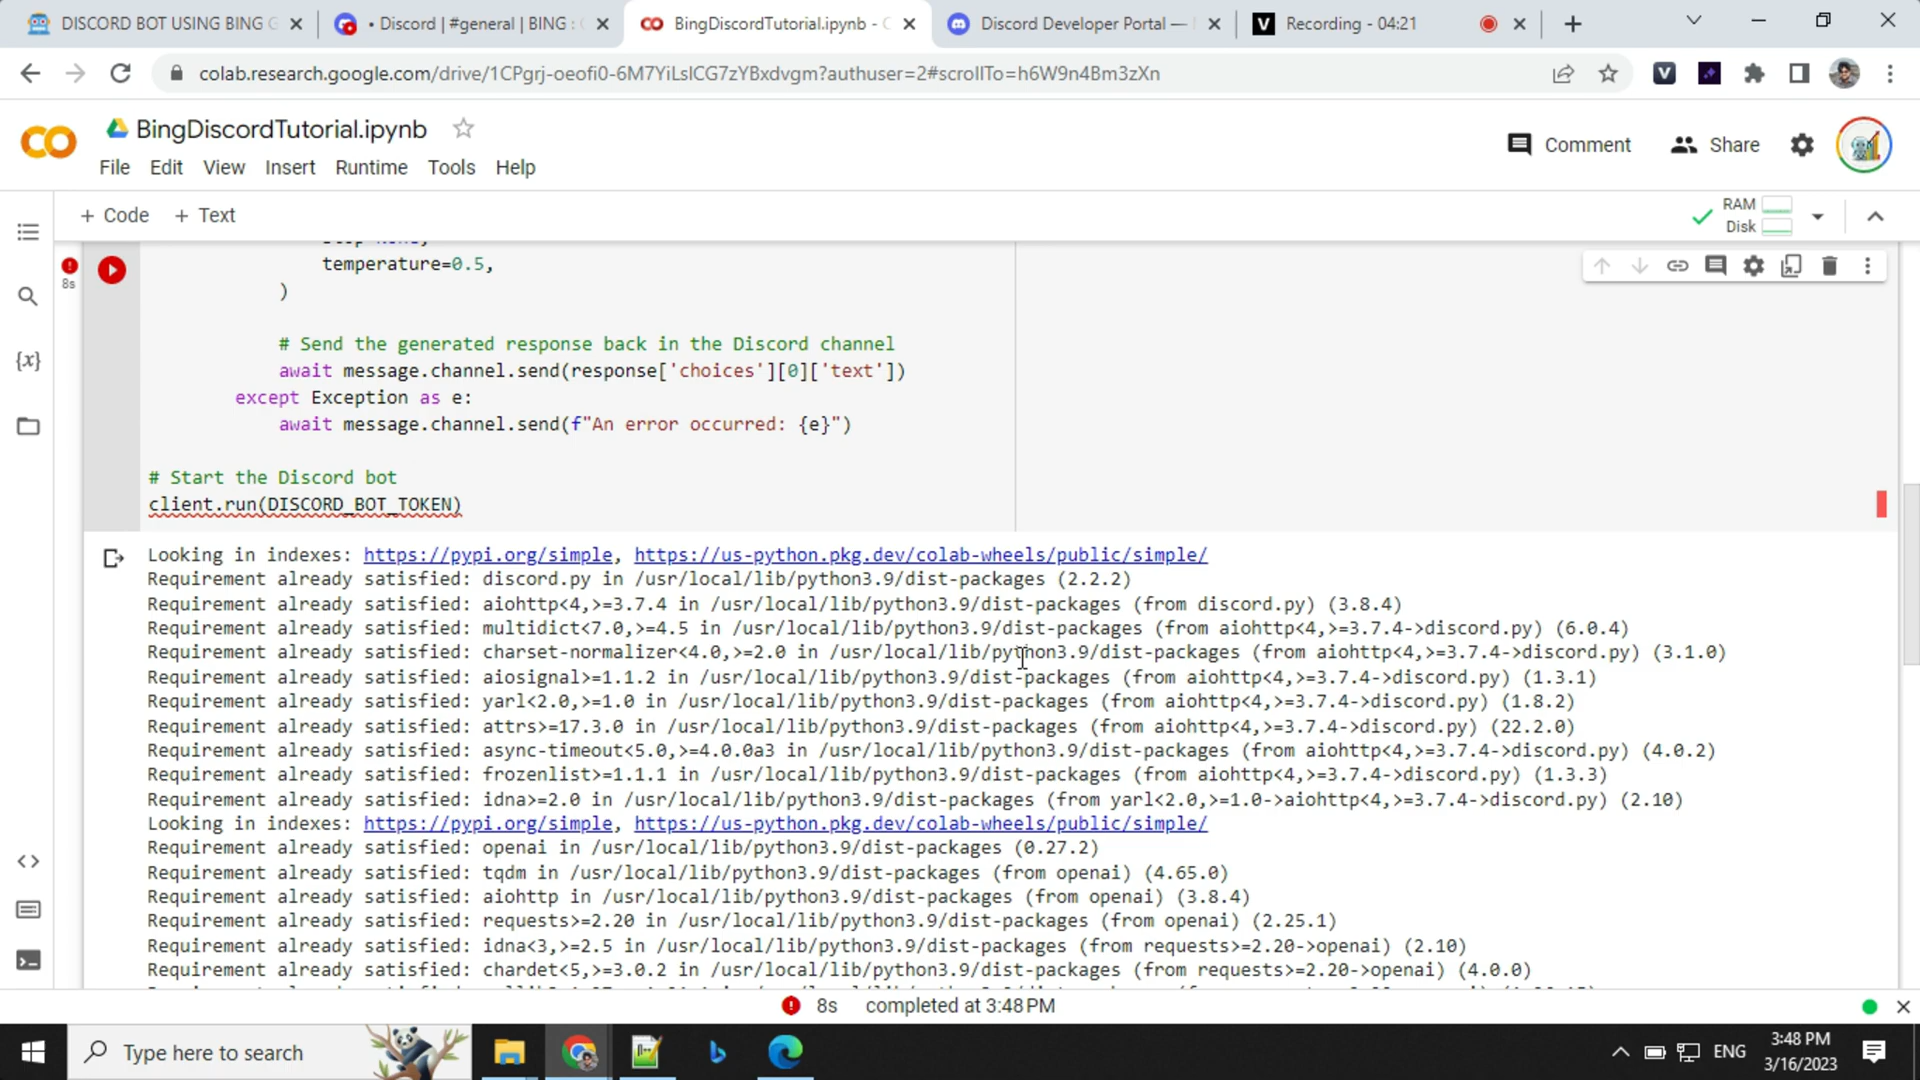 DISCORD BOT USING BING G
• Discord | #general | BING : 
BingDiscordTutorial.ipynb - C
Discord Developer Portal —
V
Recording - 04:21
colab.research.google.com/drive/1CPgrj-oeofi0-6M7YiLsICG7zYBxdvgm?authuser=2#scrollTo=h6W9n4Bm3zXn
V
BingDiscordTutorial.ipynb
Comment
Share
File Edit View Insert Runtime Tools Help
+ Code + Text
RAM
Disk
temperature=0.5,
8s
)
# Send the generated response back in the Discord channel
await message.channel.send(response['choices'][0]['text'])
{x}
except Exception as e:
await message.channel.send(f"An error occurred: {e}")
# Start the Discord bot
client.run(DISCORD_BOT_TOKEN)
Looking in indexes: https://pypi.org/simple, https://us-python.pkg.dev/colab-wheels/public/simple/
Requirement already satisfied: discord.py in /usr/local/lib/python3.9/dist-packages (2.2.2)
Requirement already satisfied: aiohttp<4,>=3.7.4 in /usr/local/lib/python3.9/dist-packages (from discord.py) (3.8.4)
Requirement already satisfied: multidict<7.0,>=4.5 in /usr/local/lib/python3.9/dist-packages (from aiohttp<4,>=3.7.4->discord.py) (6.0.4)
Requirement already satisfied: charset-normalizer<4.0,>=2.0 in /usr/local/lib/python3.9/dist-packages (from aiohttp<4,>=3.7.4->discord.py) (3.1.0)
Requirement already satisfied: aiosignal>=1.1.2 in /usr/local/lib/python3.9/dist-packages (from aiohttp<4,>=3.7.4->discord.py) (1.3.1)
Requirement already satisfied: yarl<2.0,>=1.0 in /usr/local/lib/python3.9/dist-packages (from aiohttp<4,>=3.7.4->discord.py) (1.8.2)
Requirement already satisfied: attrs>=17.3.0 in /usr/local/lib/python3.9/dist-packages (from aiohttp<4,>=3.7.4->discord.py) (22.2.0)
Requirement already satisfied: async-timeout<5.0,>=4.0.0a3 in /usr/local/lib/python3.9/dist-packages (from aiohttp<4,>=3.7.4->discord.py) (4.0.2)
Requirement already satisfied: frozenlist>=1.1.1 in /usr/local/lib/python3.9/dist-packages (from aiohttp<4,>=3.7.4->discord.py) (1.3.3)
Requirement already satisfied: idna>=2.0 in /usr/local/lib/python3.9/dist-packages (from yarl<2.0,>=1.0->aiohttp<4,>=3.7.4->discord.py) (2.10)
Looking in indexes: https://pypi.org/simple, https://us-python.pkg.dev/colab-wheels/public/simple/
Requirement already satisfied: openai in /usr/local/lib/python3.9/dist-packages (0.27.2)
Requirement already satisfied: tqdm in /usr/local/lib/python3.9/dist-packages (from openai) (4.65.0)
Requirement already satisfied: aiohttp in /usr/local/lib/python3.9/dist-packages (from openai) (3.8.4)
Requirement already satisfied: requests>=2.20 in /usr/local/lib/python3.9/dist-packages (from openai) (2.25.1)
Requirement already satisfied: idna<3,>=2.5 in /usr/local/lib/python3.9/dist-packages (from requests>=2.20->openai) (2.10)
Requirement already satisfied: chardet<5,>=3.0.2 in /usr/local/lib/python3.9/dist-packages (from requests>=2.20->openai) (4.0.0)
8s completed at 3:48 PM
Type here to search
ENG
3:48 PM
3/16/2023